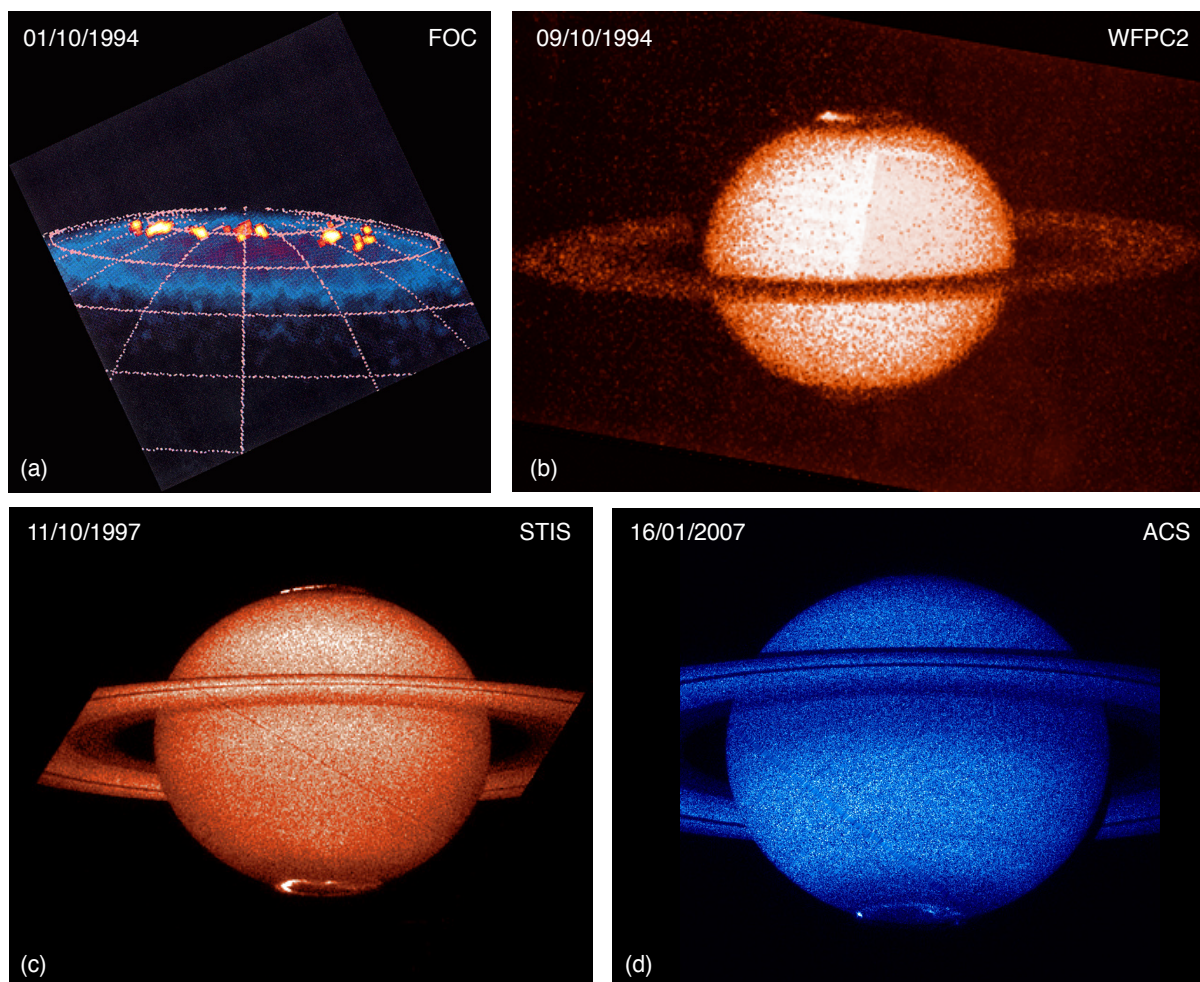 01/10/1994 FOC
(a)
09/10/1994 WFPC2
(b)
11/10/1997 STIS
(c)
16/01/2007 ACS
(d)